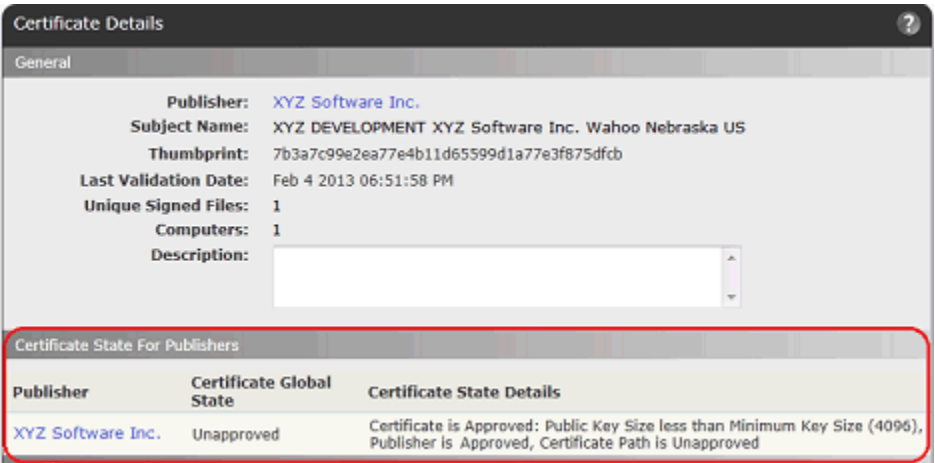 Certificate Details
?
General
Publisher: XYZ Software Inc.
Subject Name: XYZ DEVELOPMENT XYZ Software Inc. Wahoo Nebraska US
Thumbprint: 7b3a7c99e2ea77e4b11d65599d1a77e3f875dfcb
Last Validation Date: Feb 4 2013 06:51:58 PM
Unique Signed Files: 1
Computers: 1
Description:
Certificate State For Publishers
Publisher Certificate Global State Certificate State Details
XYZ Software Inc. Unapproved Certificate is Approved: Public Key Size less than Minimum Key Size (4096),
Publisher is Approved, Certificate Path is Unapproved